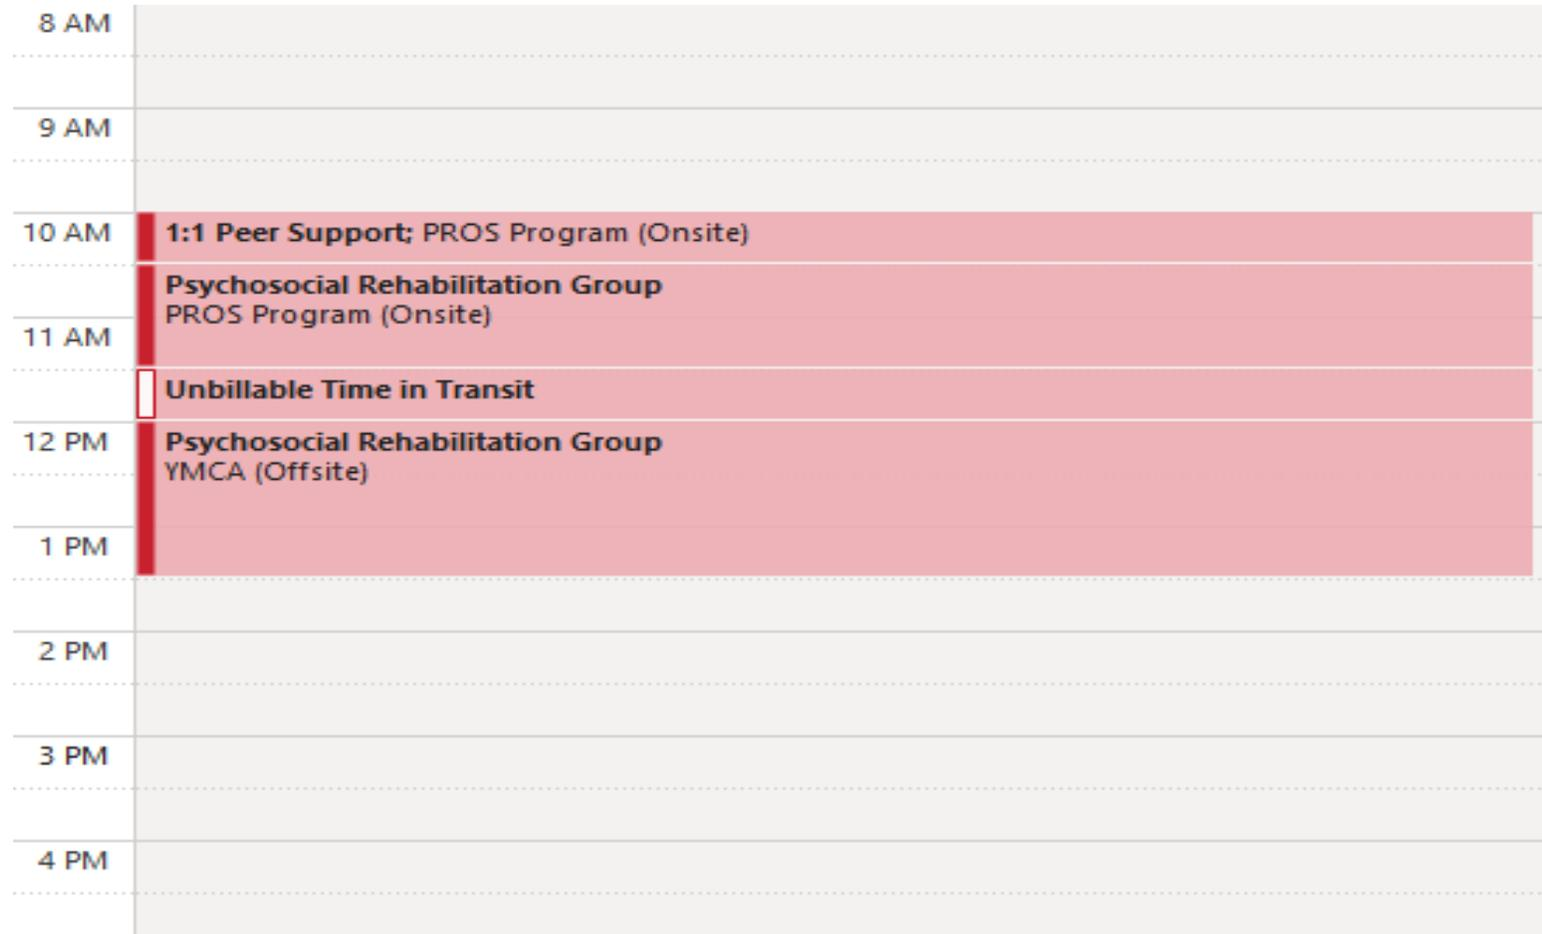 8 AM
9 AM
10 AM
1:1 Peer Support; PROS Program (Onsite)
Psychosocial Rehabilitation Group
PROS Program (Onsite)
11 AM
Unbillable Time in Transit
12 PM
Psychosocial Rehabilitation Group
YMCA (Offsite)
1 PM
2 PM
3 PM
4 PM